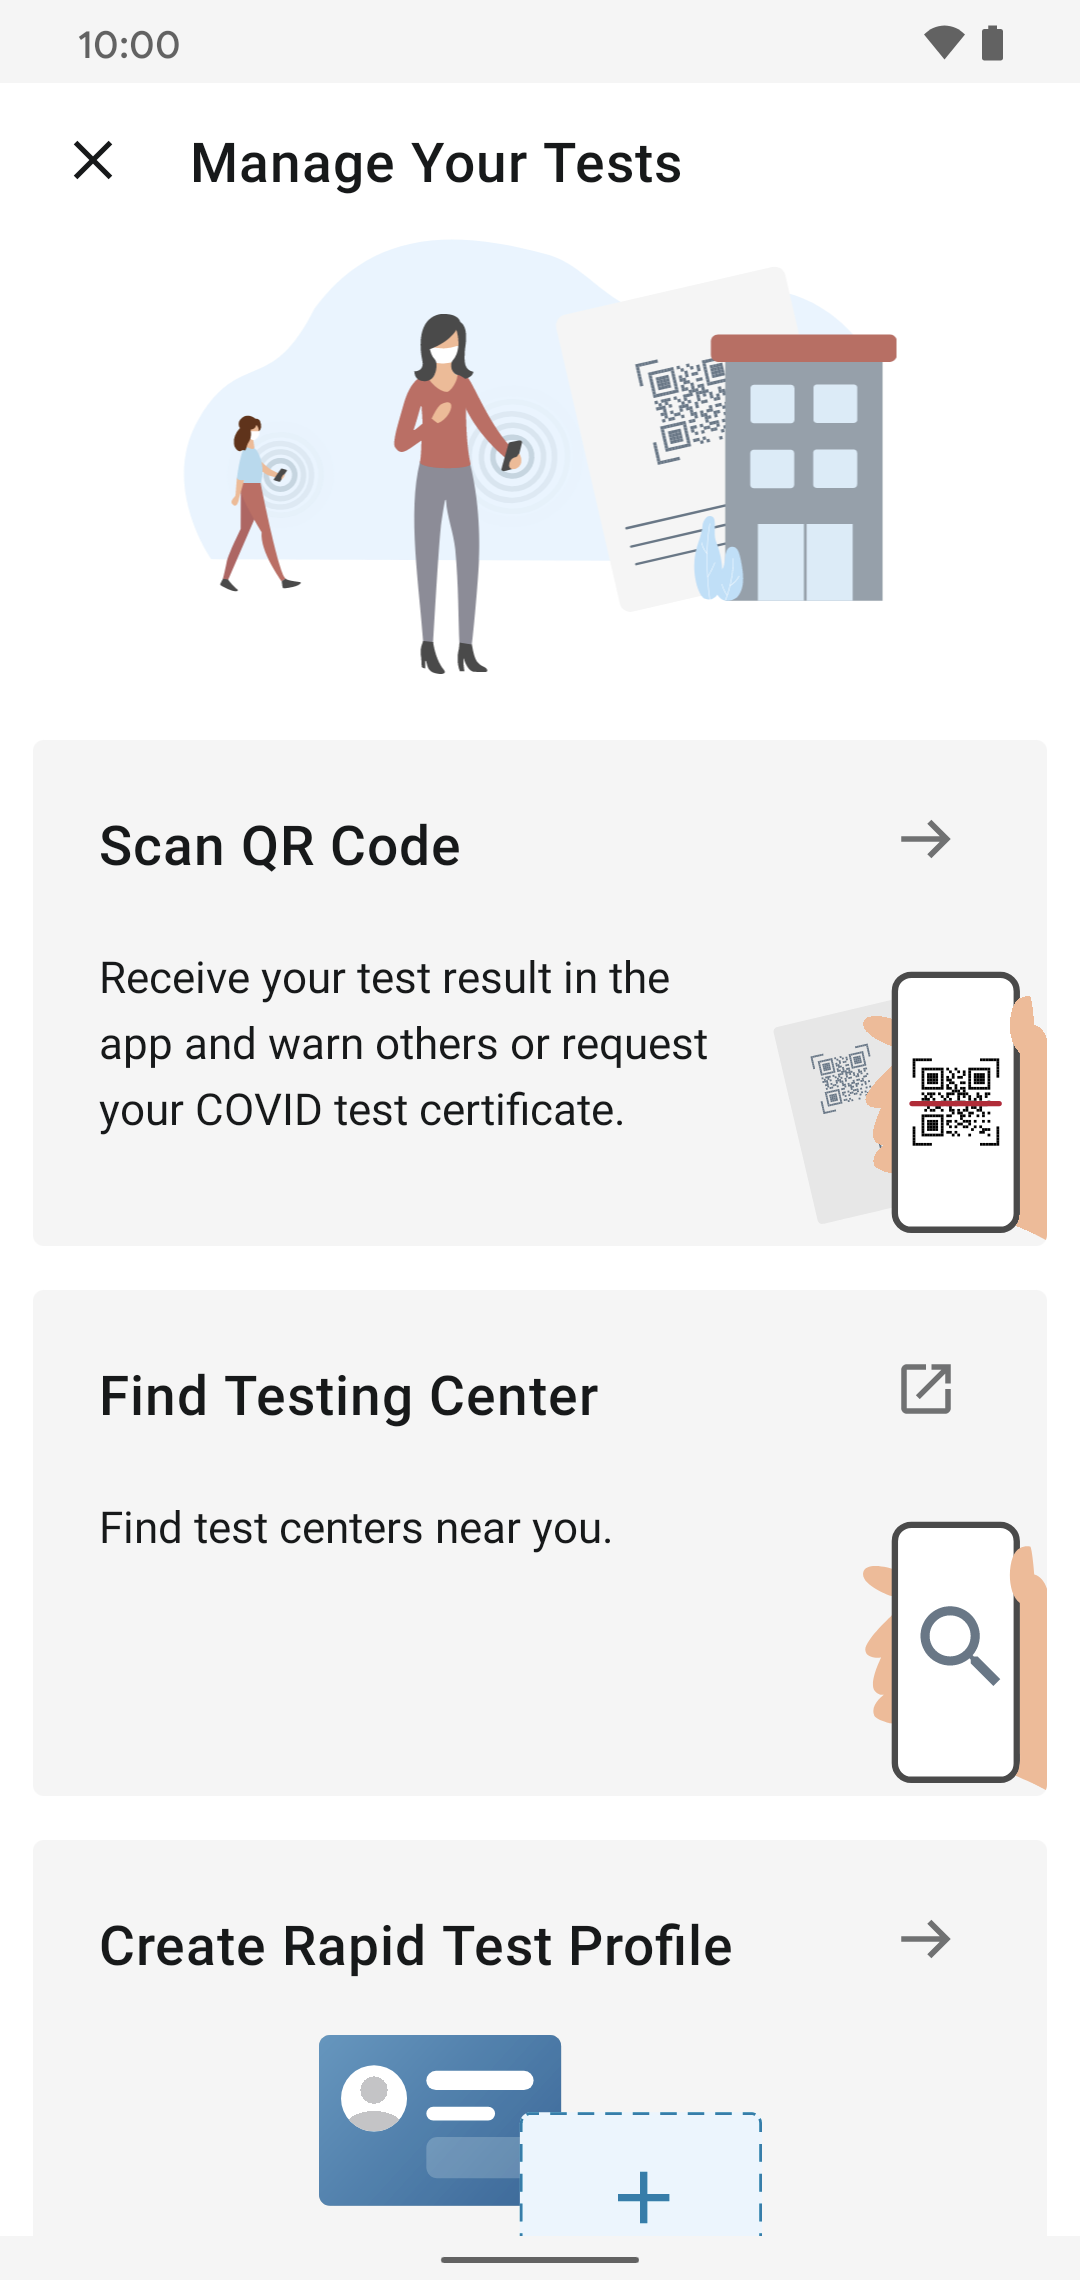 10:00
Manage Your Tests
Scan QR Code
Receive your test result in the
app and warn others or request
your COVID test certificate.
Find Testing Center
Find test centers near you.
Create Rapid Test Profile